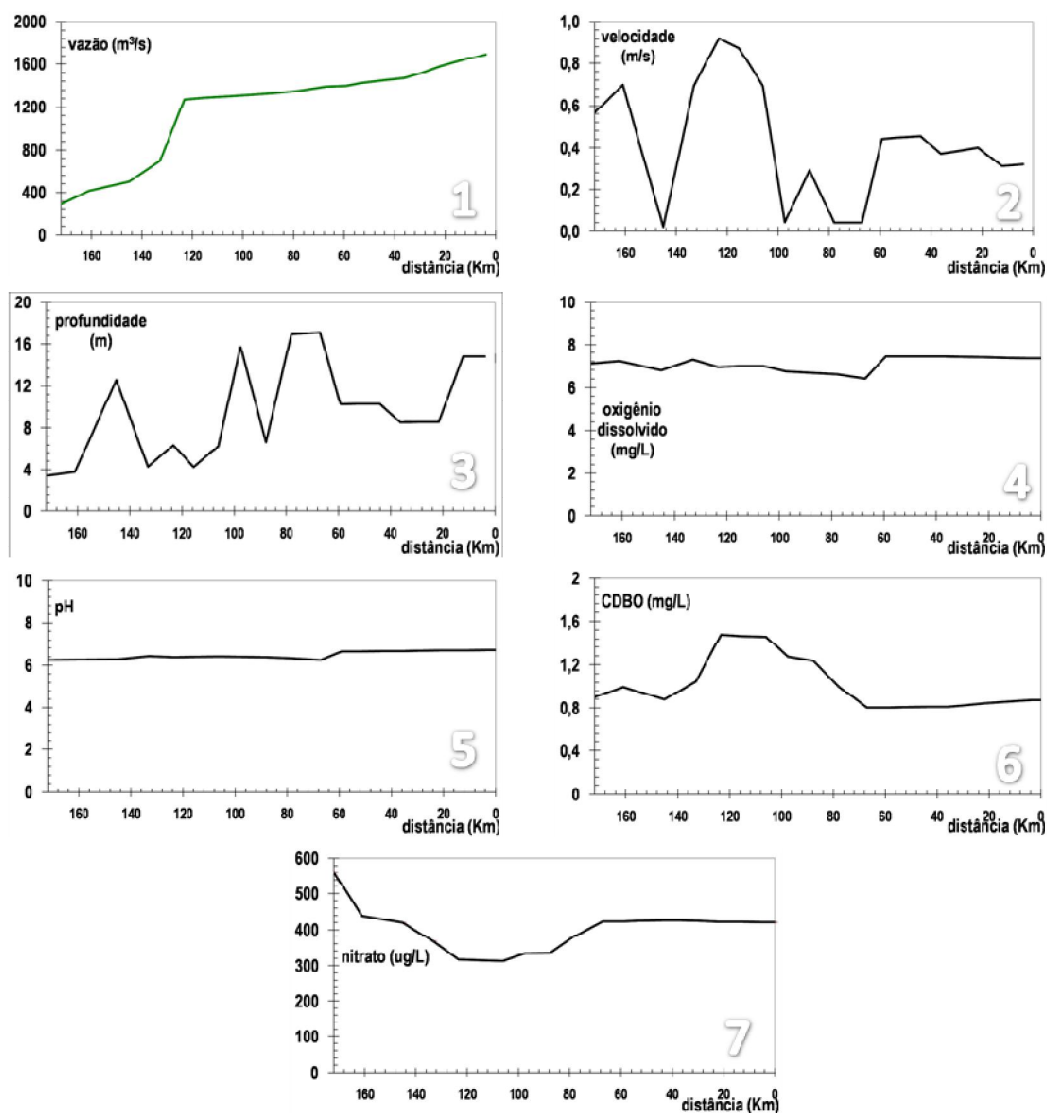 2000
1600
1200
800
400
0
vazão (m³/s)
160 140 120 100 80 60 40 20 0
distância (Km)
1
1,0
0,8
0,6
0,4
0,2
0,0
velocidade
(m/s)
160 140 120 100 80 60 40 20 0
distância (Km)
2
20
16
12
8
4
0
profundidade
(m)
160 140 120 100 80 60 40 20 0
distância (Km)
3
10
8
6
4
2
0
oxigênio
dissolvido
(mg/L)
160 140 120 100 80 60 40 20 0
distância (Km)
4
10
8
6
4
2
0
pH
160 140 120 100 80 60 40 20 0
distância (Km)
5
2
1,6
1,2
0,8
0,4
0
CDBO (mg/L)
160 140 120 100 80 60 40 20 0
distância (Km)
6
600
500
400
300
200
100
0
nitrato (ug/L)
160 140 120 100 80 60 40 20 0
distância (Km)
7